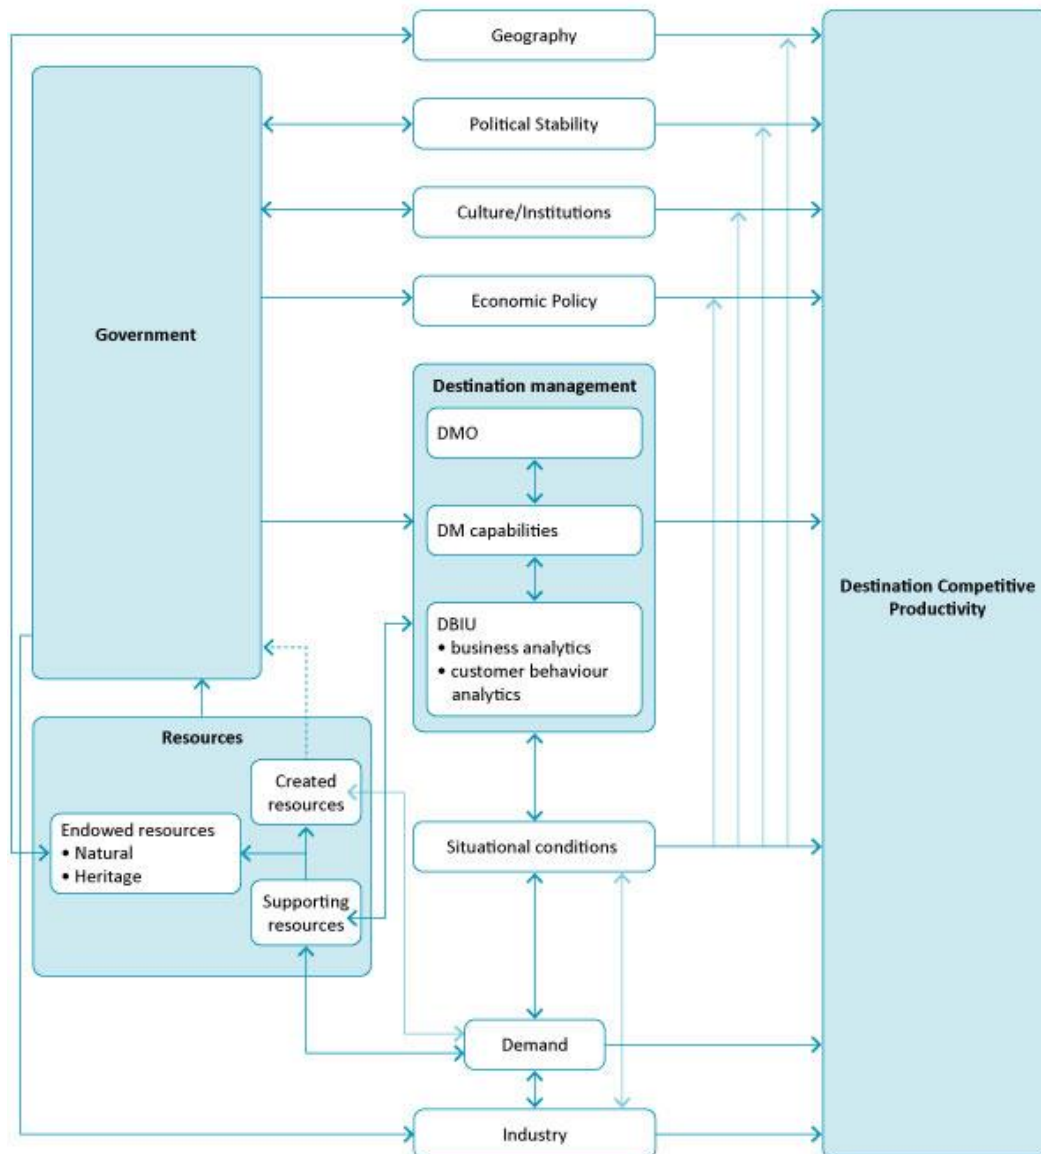 Geography
Political Stability
Culture/Institutions
Economic Policy
Government
Destination management
DMO
DM capabilities
DBIU
• business analytics
• customer behaviour
analytics
Destination Competitive
Productivity
Resources
Created
resources
Endowed resources
• Natural
• Heritage
Supporting
resources
Situational conditions
Demand
Industry